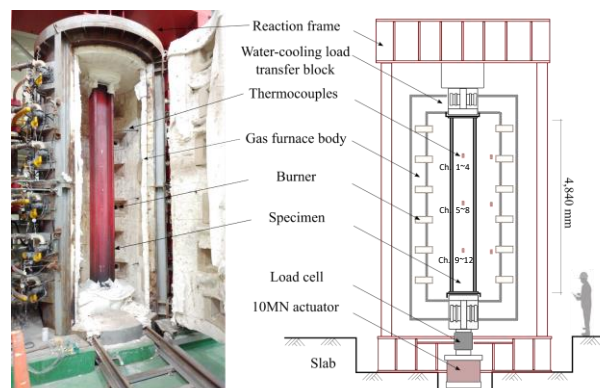 Reaction frame
Water-cooling load
transfer block
Thermocouples
Gas furnace body
Burner
Specimen
Load cell
10MN actuator
Slab
Ch. 1~4
Ch. 5~8
Ch. 9~12
4,840 mm